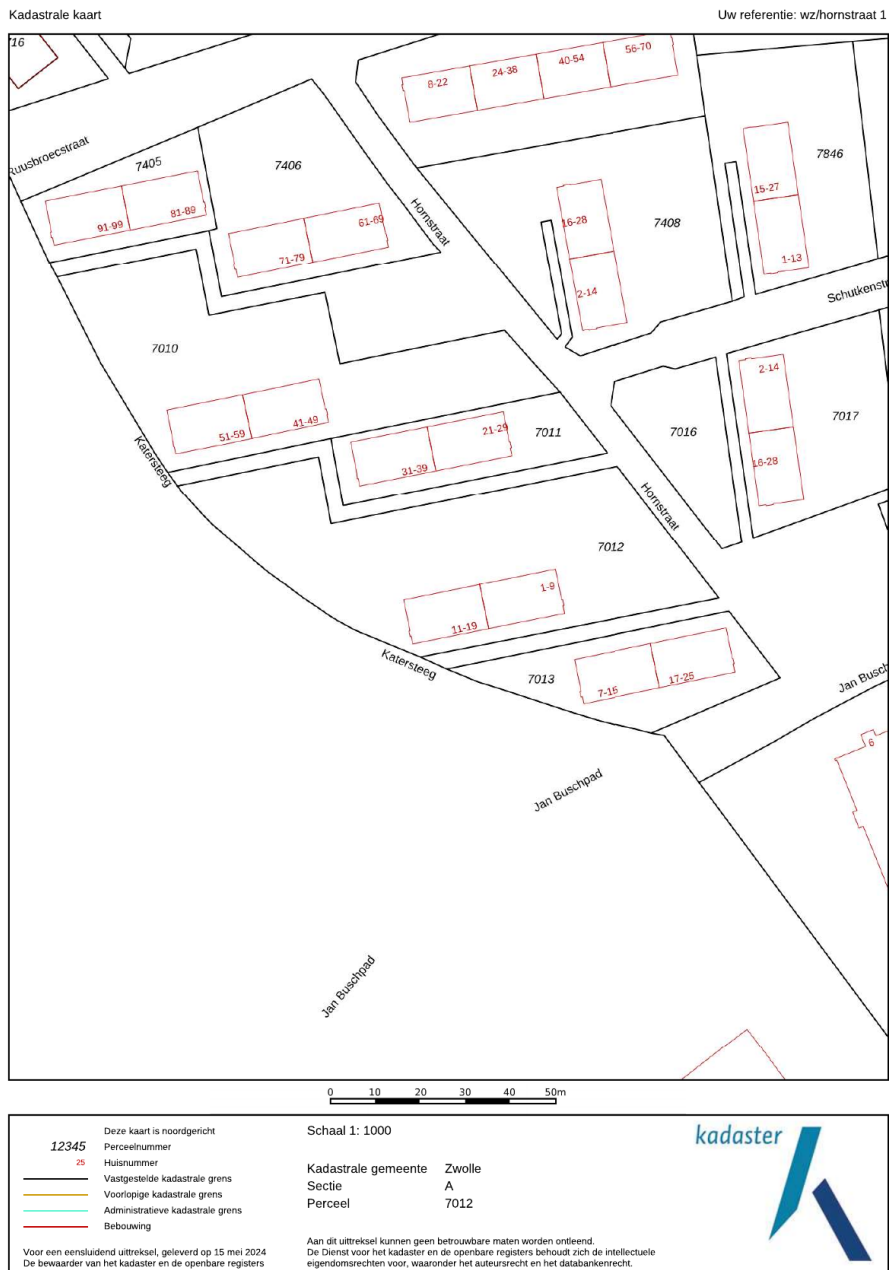 Kadastrale kaart
Uw referentie: wz/hornstraat 1
716
8-22
24-38
40-54
56-70
Ruusbroecstraat
7405
7406
7846
15-27
91-99
81-89
61-69
Hornstraat
16-28
7408
71-79
1-13
2-14
Schutkenstr
7010
2-14
51-59
41-49
21-29
7011
7016
7017
Katersteeg
31-39
16-28
Hornstraat
7012
1-9
11-19
Katersteeg
7013
7-15
17-25
Jan Busch
6
Jan Buschpad
Jan Buschpad
0 10 20 30 40 50m
Deze kaart is noordgericht
12345 Perceelnummer
25 Huisnummer
Vastgestelde kadastrale grens
Voorlopige kadastrale grens
Administratieve kadastrale grens
Bebouwing
Voor een eensluidend uittreksel, geleverd op 15 mei 2024
De bewaarder van het kadaster en de openbare registers
Schaal 1: 1000
Kadastrale gemeente Zwolle
Sectie A
Perceel 7012
Aan dit uittreksel kunnen geen betrouwbare maten worden ontleend.
De Dienst voor het kadaster en de openbare registers behoudt zich de intellectuele
eigendomsrechten voor, waaronder het auteursrecht en het databankenrecht.
kadaster